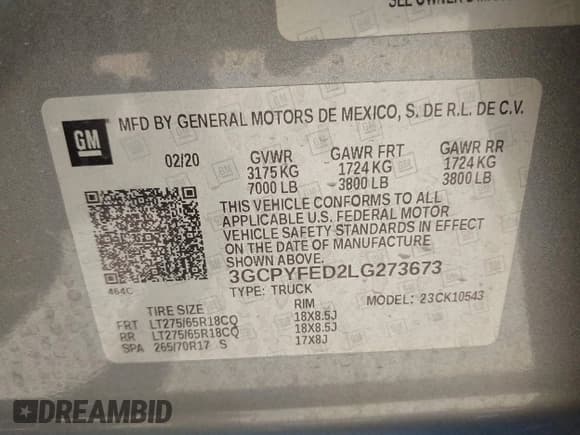 GM
MFD BY GENERAL MOTORS DE MEXICO, S. DE R.L. DE C.V.
02/20 GVWR GAWR FRT GAWR RR
3175 KG 1724 KG 1724 KG
7000 LB 3800 LB 3800 LB
THIS VEHICLE CONFORMS TO ALL
APPLICABLE U.S. FEDERAL MOTOR
VEHICLE SAFETY STANDARDS IN
EFFECT ON THE DATE OF MANUFACTURE
SHOWN ABOVE.
464C 3GCPYFED2LG273673
TYPE: TRUCK MODEL: 23CK10543
TIRE SIZE RIM
FRT LT275/65R18CQ 18X8.5J
RR LT275/65R18CQ 18X8.5J
SPA 265/70R17 S 17X8J
DREAMBID